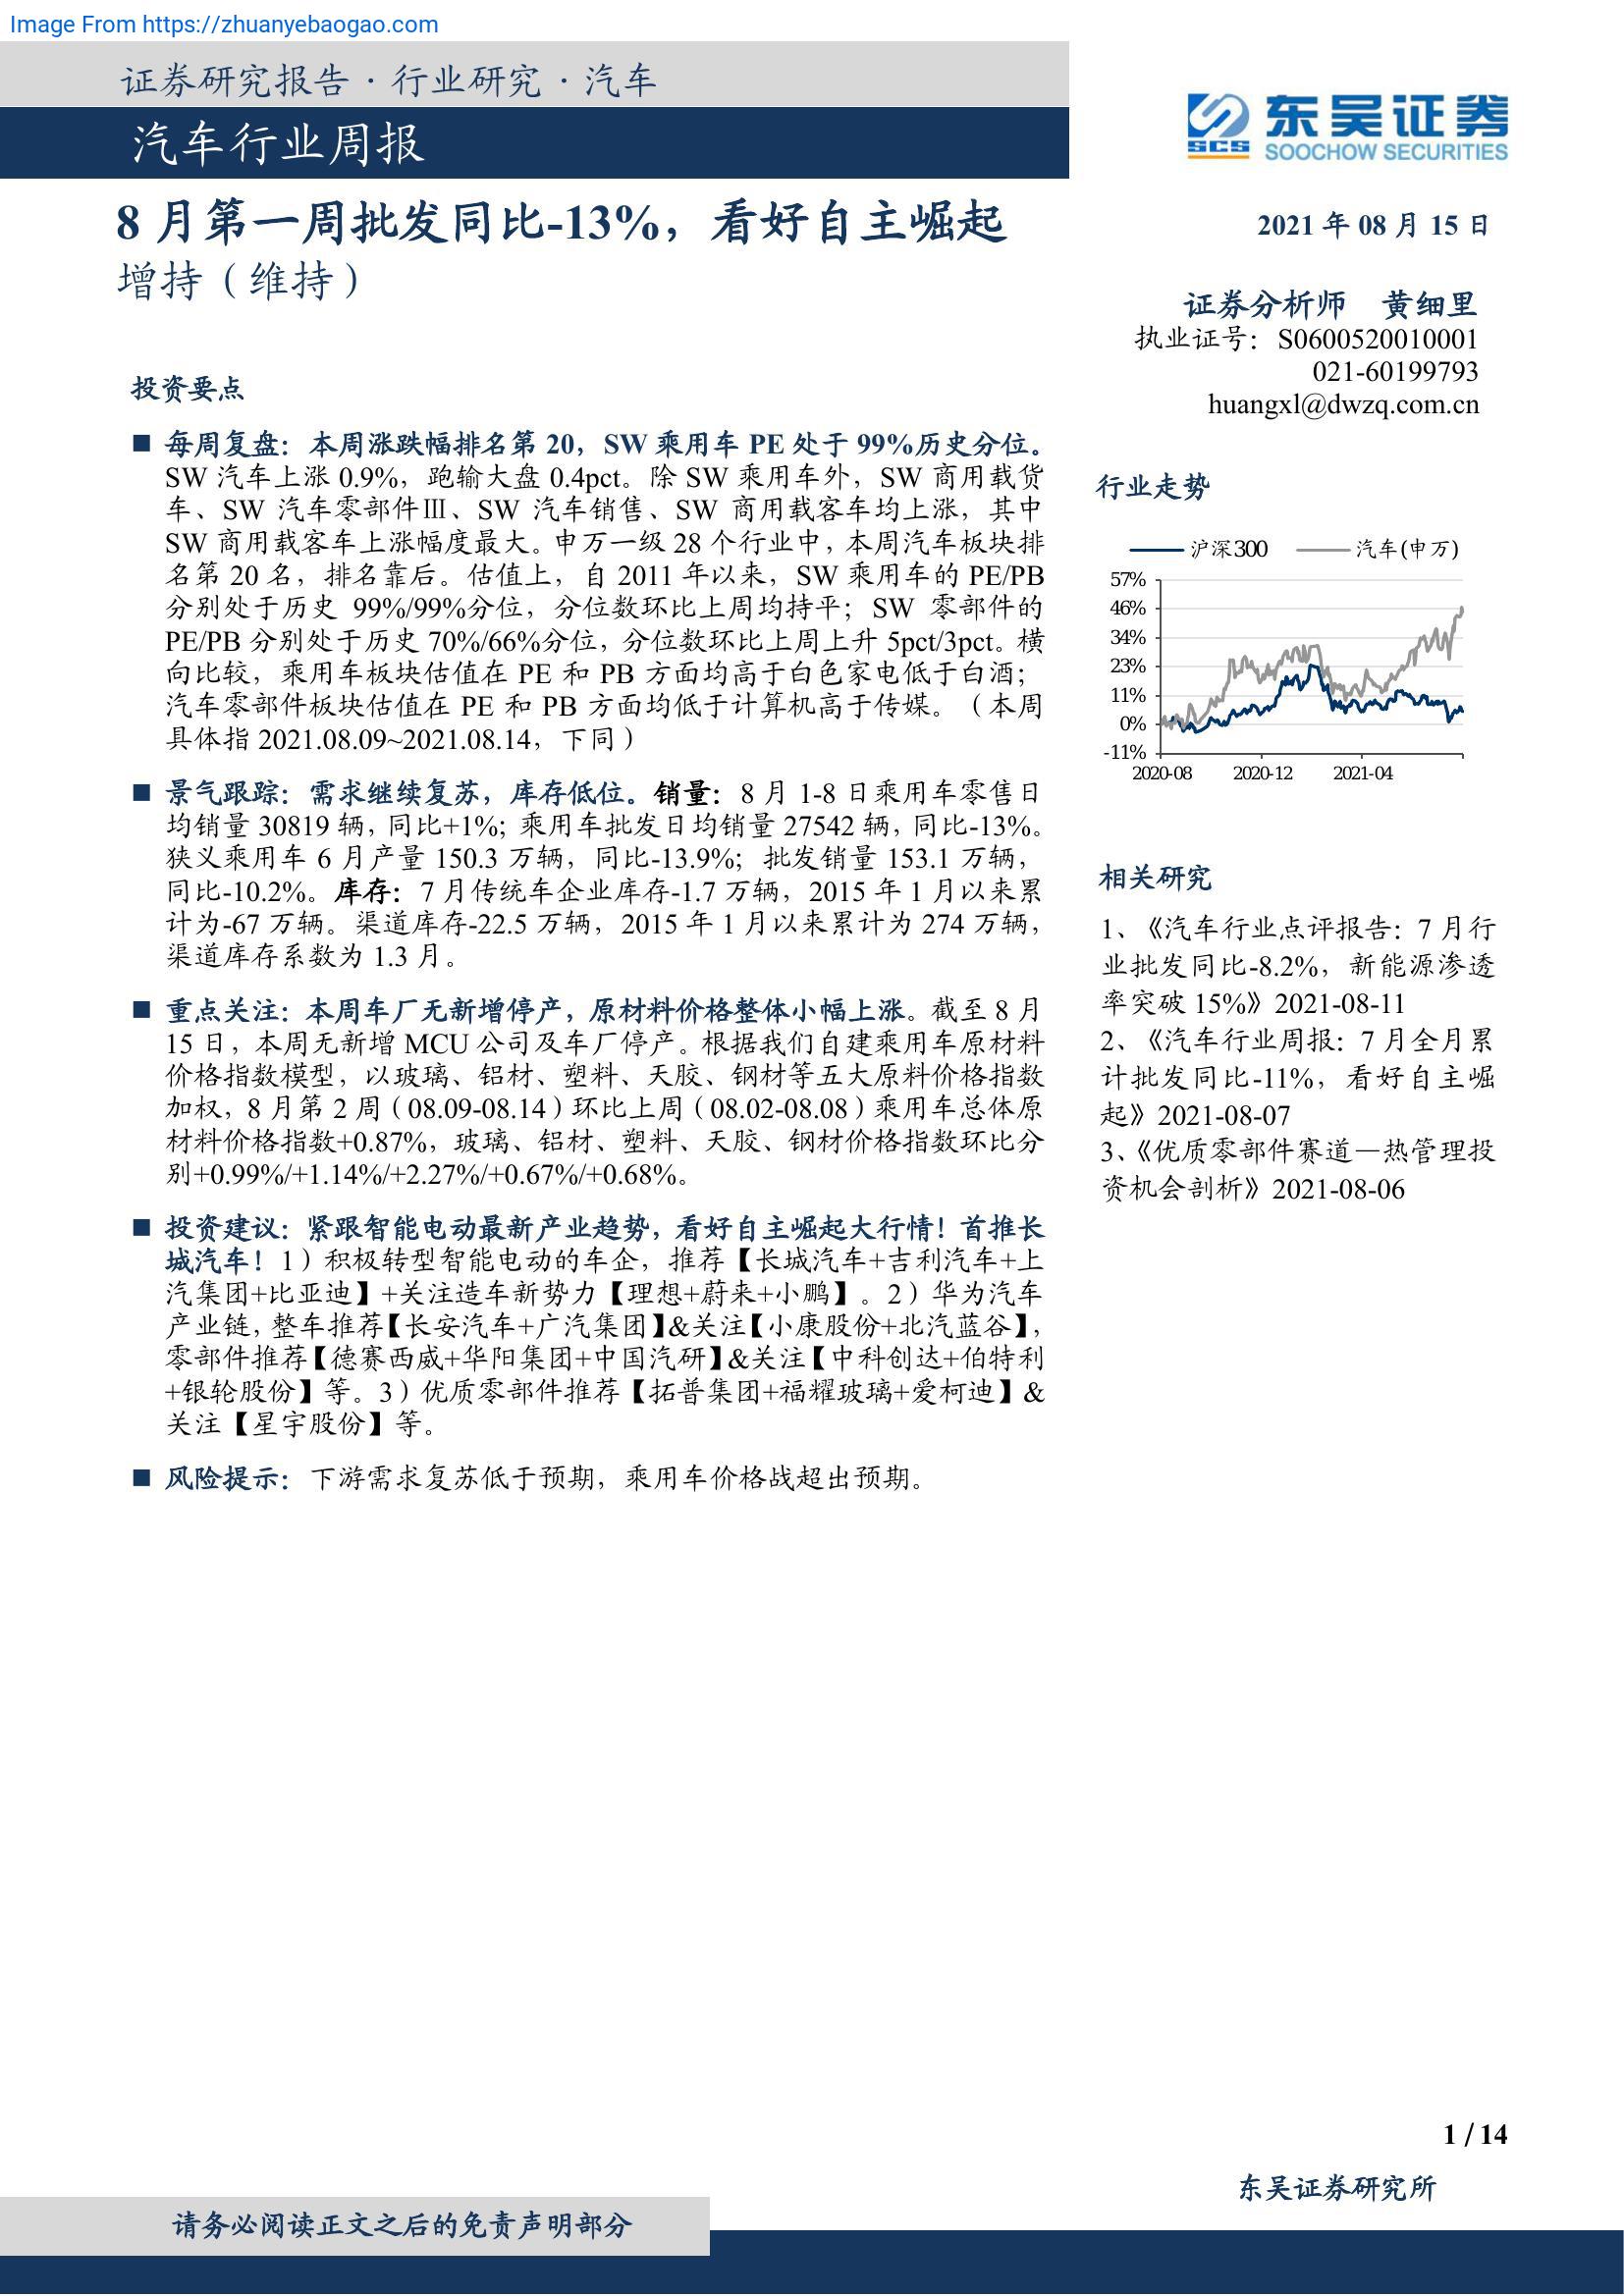 Image From https://zhuanyebaogao.com
证券研究报告·行业研究·汽车
汽车行业周报
东吴证券
SCS SOOCHOW SECURITIES
8 月第一周批发同比-13%，看好自主崛起
增持（维持）
2021 年 08 月 15 日
证券分析师 黄细里
执业证号：S0600520010001
021-60199793
huangxl@dwzq.com.cn
投资要点
■ 每周复盘：本周涨跌幅排名第 20，SW 乘用车 PE 处于 99%历史分位。
SW 汽车上涨 0.9%，跑输大盘 0.4pct。除 SW 乘用车外，SW 商用载货
车、SW 汽车零部件Ⅲ、SW 汽车销售、SW 商用载客车均上涨，其中
SW 商用载客车上涨幅度最大。申万一级 28 个行业中，本周汽车板块排
名第 20 名，排名靠后。估值上，自 2011 年以来，SW 乘用车的 PE/PB
分别处于历史 99%/99%分位，分位数环比上周均持平；SW 零部件的
PE/PB 分别处于历史 70%/66%分位，分位数环比上周上升 5pct/3pct。横
向比较，乘用车板块估值在 PE 和 PB 方面均高于白色家电低于白酒；
汽车零部件板块估值在 PE 和 PB 方面均低于计算机高于传媒。（本周
具体指 2021.08.09~2021.08.14，下同）
■ 景气跟踪：需求继续复苏，库存低位。销量：8 月 1-8 日乘用车零售日
均销量 30819 辆，同比+1%；乘用车批发日均销量 27542 辆，同比-13%。
狭义乘用车 6 月产量 150.3 万辆，同比-13.9%；批发销量 153.1 万辆，
同比-10.2%。库存：7 月传统车企业库存-1.7 万辆，2015 年 1 月以来累
计为-67 万辆。渠道库存-22.5 万辆，2015 年 1 月以来累计为 274 万辆，
渠道库存系数为 1.3 月。
■ 重点关注：本周车厂无新增停产，原材料价格整体小幅上涨。截至 8 月
15 日，本周无新增 MCU 公司及车厂停产。根据我们自建乘用车原材料
价格指数模型，以玻璃、铝材、塑料、天胶、钢材等五大原料价格指数
加权，8 月第 2 周（08.09-08.14）环比上周（08.02-08.08）乘用车总体原
材料价格指数+0.87%，玻璃、铝材、塑料、天胶、钢材价格指数环比分
别+0.99%/+1.14%/+2.27%/+0.67%/+0.68%。
■ 投资建议：紧跟智能电动最新产业趋势，看好自主崛起大行情！首推长
城汽车！1）积极转型智能电动的车企，推荐【长城汽车+吉利汽车+上
汽集团+比亚迪】+关注造车新势力【理想+蔚来+小鹏】。2）华为汽车
产业链，整车推荐【长安汽车+广汽集团】&关注【小康股份+北汽蓝谷】，
零部件推荐【德赛西威+华阳集团+中国汽研】&关注【中科创达+伯特利
+银轮股份】等。3）优质零部件推荐【拓普集团+福耀玻璃+爱柯迪】&
关注【星宇股份】等。
■ 风险提示：下游需求复苏低于预期，乘用车价格战超出预期。
行业走势
沪深300 汽车(申万)
57%
46%
34%
23%
11%
0%
-11%
2020-08 2020-12 2021-04
相关研究
1、《汽车行业点评报告：7 月行
业批发同比-8.2%，新能源渗透
率突破 15%》2021-08-11
2、《汽车行业周报：7 月全月累
计批发同比-11%，看好自主崛
起》2021-08-07
3、《优质零部件赛道—热管理投
资机会剖析》2021-08-06
1 / 14
东吴证券研究所
请务必阅读正文之后的免责声明部分